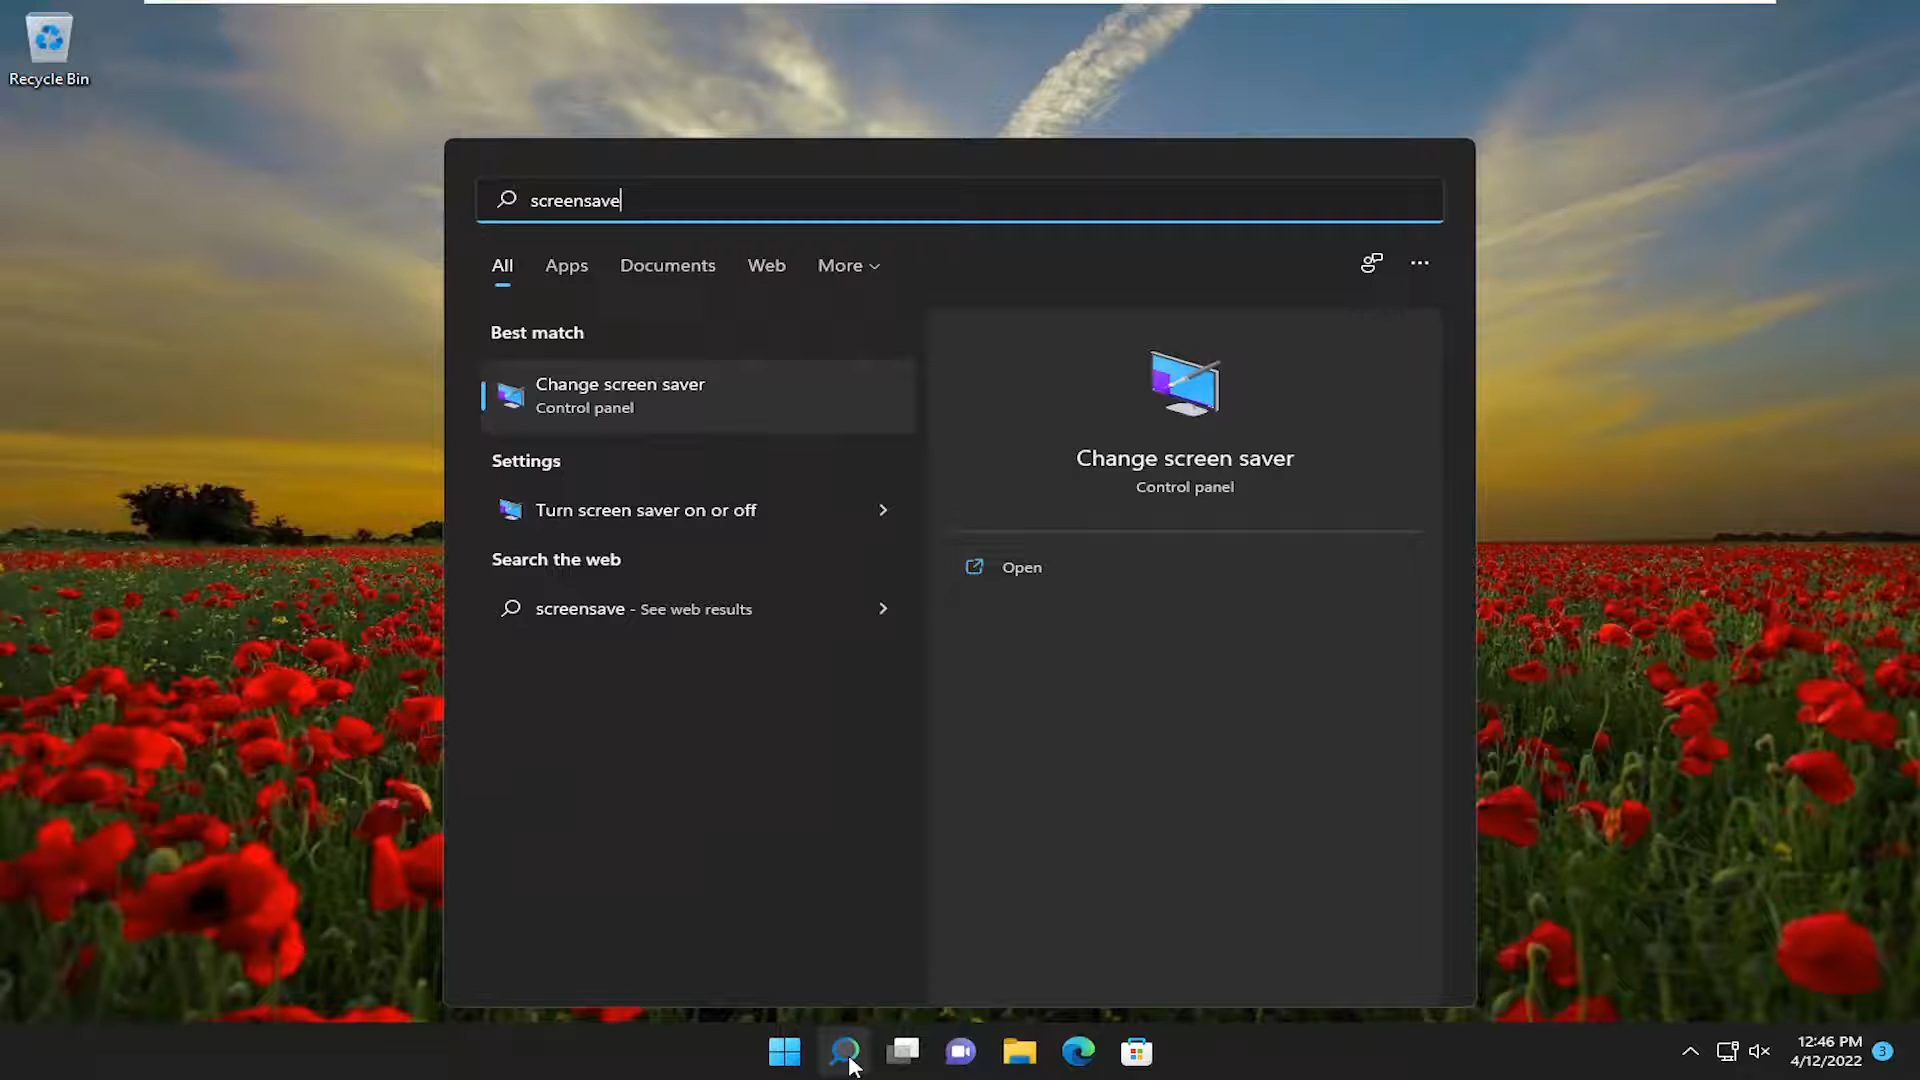 Recycle Bin
screensave
All Apps Documents Web More
Best match
Change screen saver
Control panel
Settings
Turn screen saver on or off
Search the web
screensave - See web results
Change screen saver
Control panel
Open
12:46 PM
4/12/2022
3